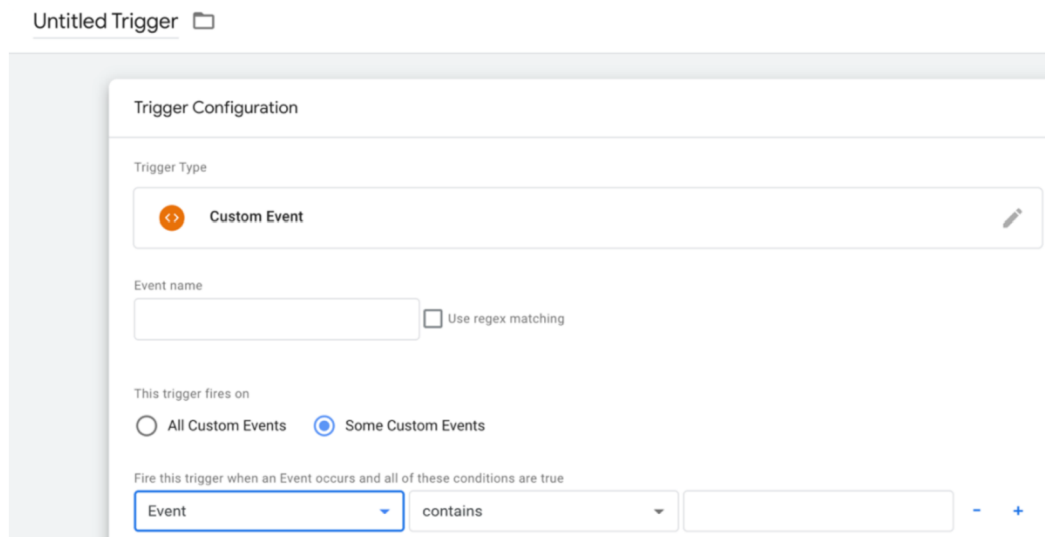 Untitled Trigger
Trigger Configuration
Trigger Type
Custom Event
Event name
Use regex matching
This trigger fires on
All Custom Events Some Custom Events
Fire this trigger when an Event occurs and all of these conditions are true
Event contains - +